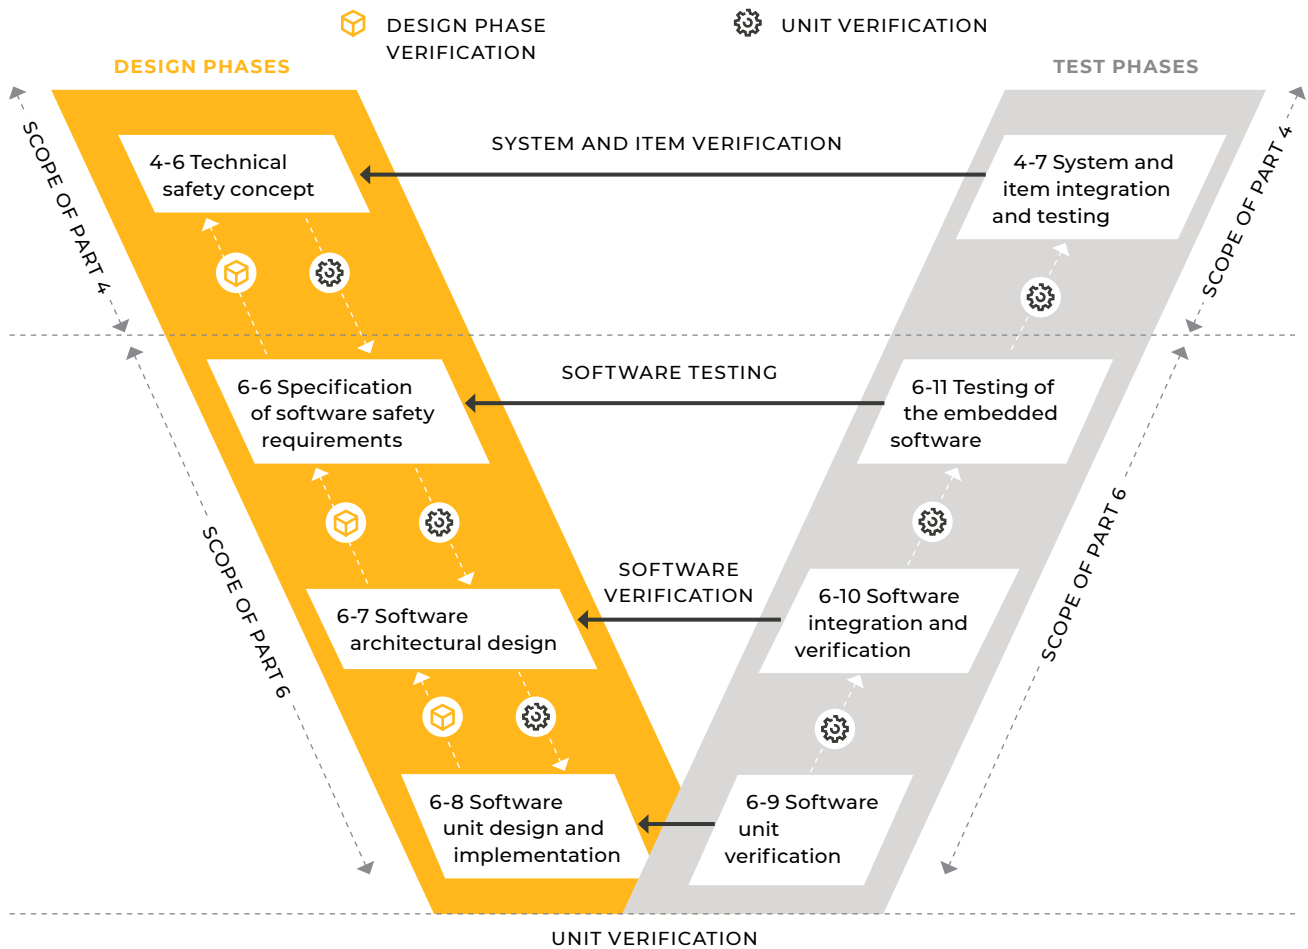 DESIGN PHASE
VERIFICATION
UNIT VERIFICATION
DESIGN PHASES
TEST PHASES
SCOPE OF PART 4
4-6 Technical
safety concept
SYSTEM AND ITEM VERIFICATION
4-7 System and
item integration
and testing
SCOPE OF PART 4
6-6 Specification
of software safety
requirements
SOFTWARE TESTING
6-11 Testing of
the embedded
software
SCOPE OF PART 6
6-7 Software
architectural design
SOFTWARE
VERIFICATION
6-10 Software
integration and
verification
SCOPE OF PART 6
6-8 Software
unit design and
implementation
6-9 Software
unit
verification
UNIT VERIFICATION